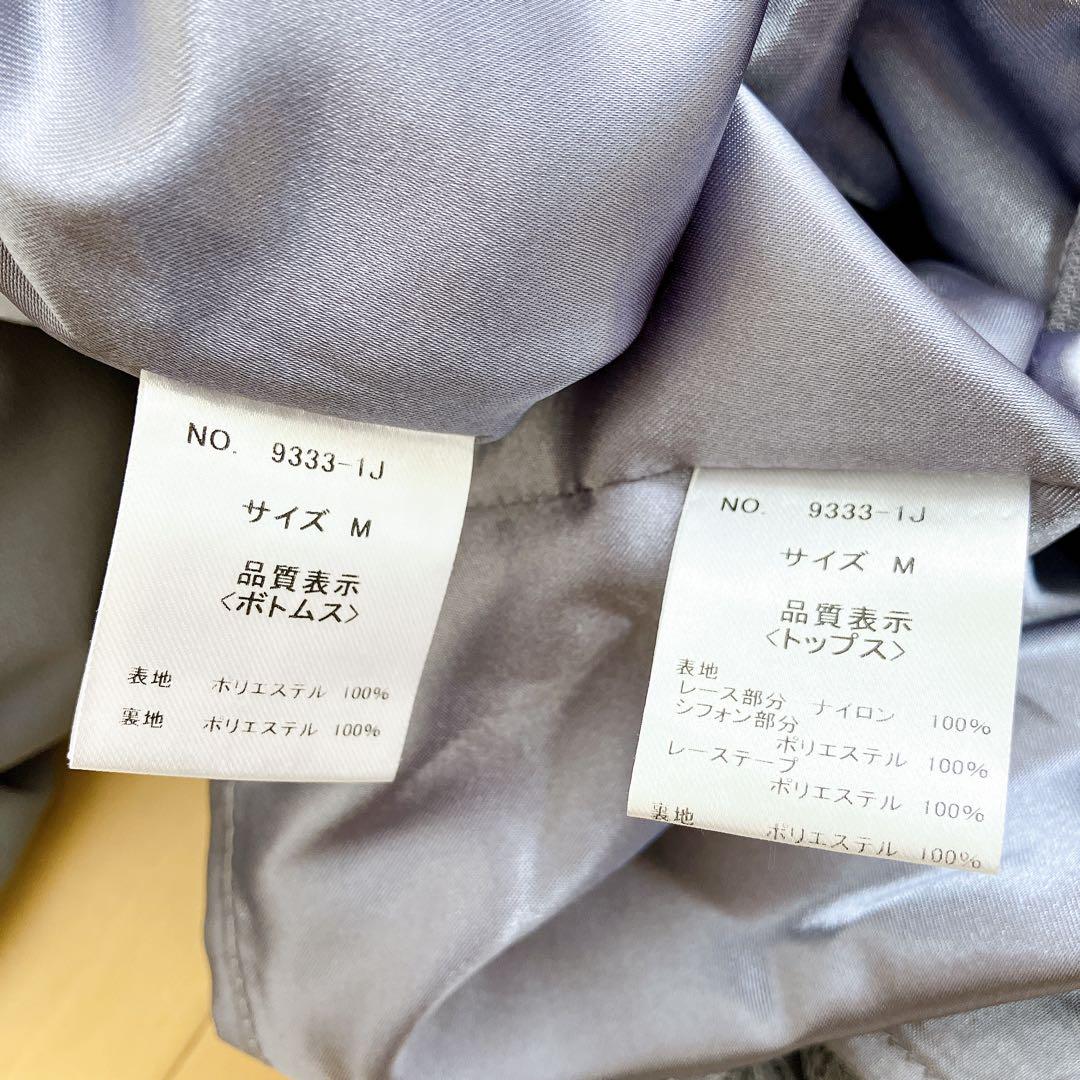 NO. 9333-1J
サイズ M
品質表示
<ボトムス>
表地 ポリエステル 100%
裏地 ポリエステル 100%
NO. 9333-1J
サイズ M
品質表示
<トップス>
表地
レース部分 ナイロン 100%
シフォン部分
ポリエステル 100%
レーステープ
ポリエステル 100%
裏地 ポリエステル 100%